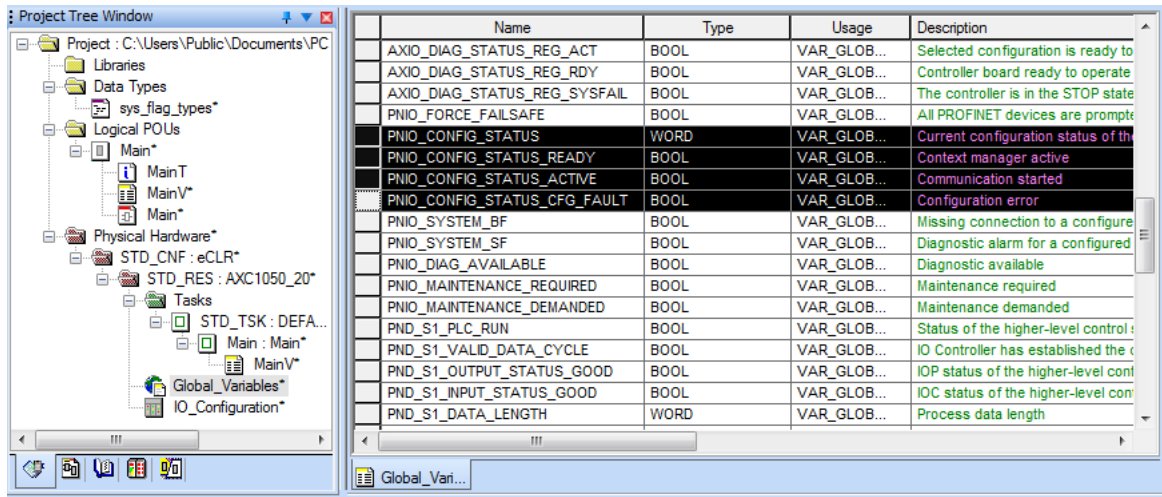 Project Tree Window
Project : C:\Users\Public\Documents\PC
Libraries
Data Types
sys_flag_types*
Logical POUs
Main*
MainT
MainV*
Main*
Physical Hardware*
STD_CNF : eCLR*
STD_RES : AXC1050_20*
Tasks
STD_TSK : DEFA...
Main : Main*
MainV*
Global_Variables*
IO_Configuration*
Name Type Usage Description
AXIO_DIAG_STATUS_REG_ACT BOOL VAR_GLOB... Selected configuration is ready to
AXIO_DIAG_STATUS_REG_RDY BOOL VAR_GLOB... Controller board ready to operate
AXIO_DIAG_STATUS_REG_SYSFAIL BOOL VAR_GLOB... The controller is in the STOP state
PNIO_FORCE_FAILSAFE BOOL VAR_GLOB... All PROFINET devices are prompte
PNIO_CONFIG_STATUS WORD VAR_GLOB... Current configuration status of the
PNIO_CONFIG_STATUS_READY BOOL VAR_GLOB... Context manager active
PNIO_CONFIG_STATUS_ACTIVE BOOL VAR_GLOB... Communication started
PNIO_CONFIG_STATUS_CFG_FAULT BOOL VAR_GLOB... Configuration error
PNIO_SYSTEM_BF BOOL VAR_GLOB... Missing connection to a configure
PNIO_SYSTEM_SF BOOL VAR_GLOB... Diagnostic alarm for a configured
PNIO_DIAG_AVAILABLE BOOL VAR_GLOB... Diagnostic available
PNIO_MAINTENANCE_REQUIRED BOOL VAR_GLOB... Maintenance required
PNIO_MAINTENANCE_DEMANDED BOOL VAR_GLOB... Maintenance demanded
PND_S1_PLC_RUN BOOL VAR_GLOB... Status of the higher-level control
PND_S1_VALID_DATA_CYCLE BOOL VAR_GLOB... IO Controller has established the
PND_S1_OUTPUT_STATUS_GOOD BOOL VAR_GLOB... IOP status of the higher-level cont
PND_S1_INPUT_STATUS_GOOD BOOL VAR_GLOB... IOC status of the higher-level con
PND_S1_DATA_LENGTH WORD VAR_GLOB... Process data length
Global_Vari...